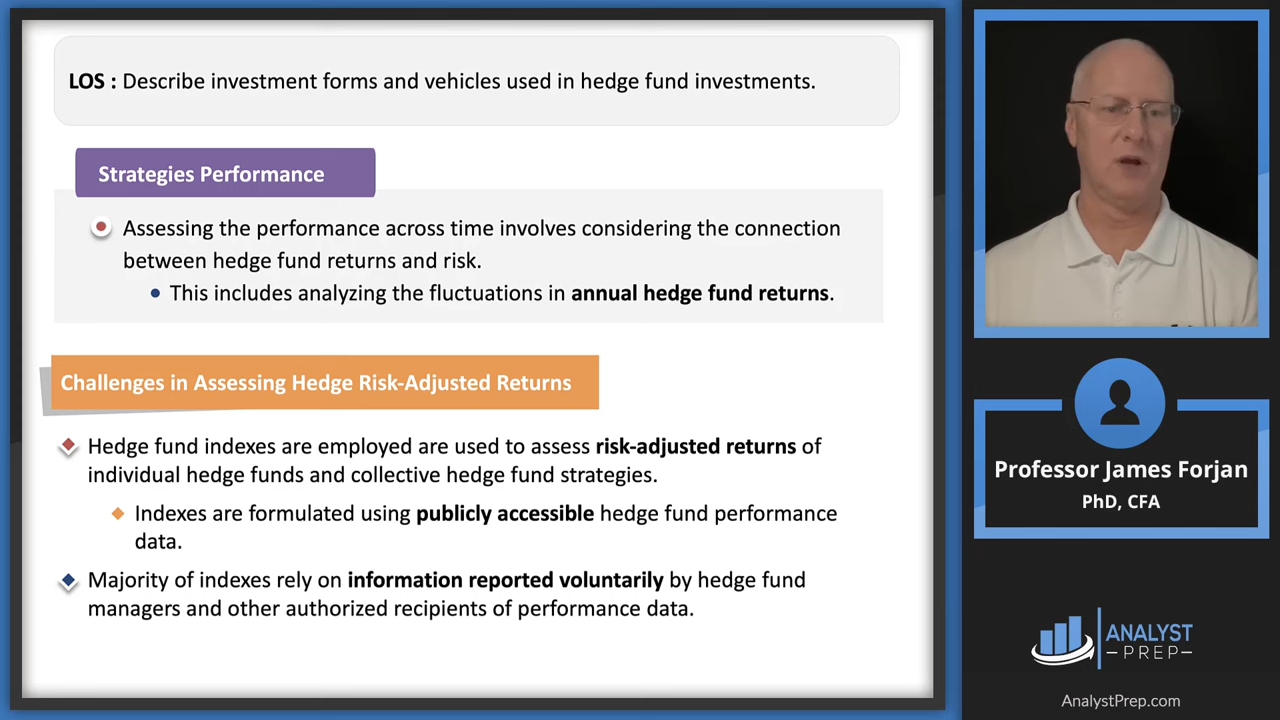 LOS : Describe investment forms and vehicles used in hedge fund investments.
Strategies Performance
Assessing the performance across time involves considering the connection
between hedge fund returns and risk.
This includes analyzing the fluctuations in annual hedge fund returns.
Challenges in Assessing Hedge Risk-Adjusted Returns
Hedge fund indexes are employed are used to assess risk-adjusted returns of
individual hedge funds and collective hedge fund strategies.
Indexes are formulated using publicly accessible hedge fund performance
data.
Majority of indexes rely on information reported voluntarily by hedge fund
managers and other authorized recipients of performance data.
Professor James Forjan
PhD, CFA
ANALYST
PREP
AnalystPrep.com